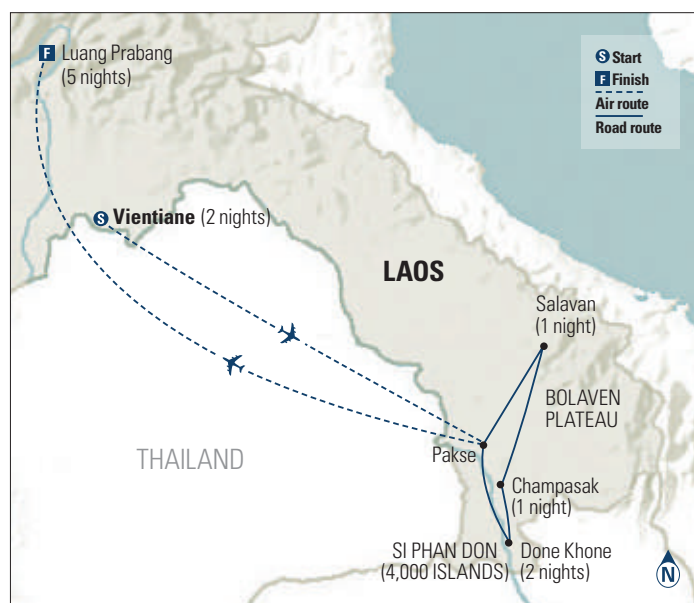 F Luang Prabang
(5 nights)
S Start
F Finish
Air route
Road route
S Vientiane (2 nights)
LAOS
Salavan
(1 night)
BOLAVEN
PLATEAU
THAILAND
Pakse
Champasak
(1 night)
SI PHAN DON
(4,000 ISLANDS)
Done Khone
(2 nights)
N